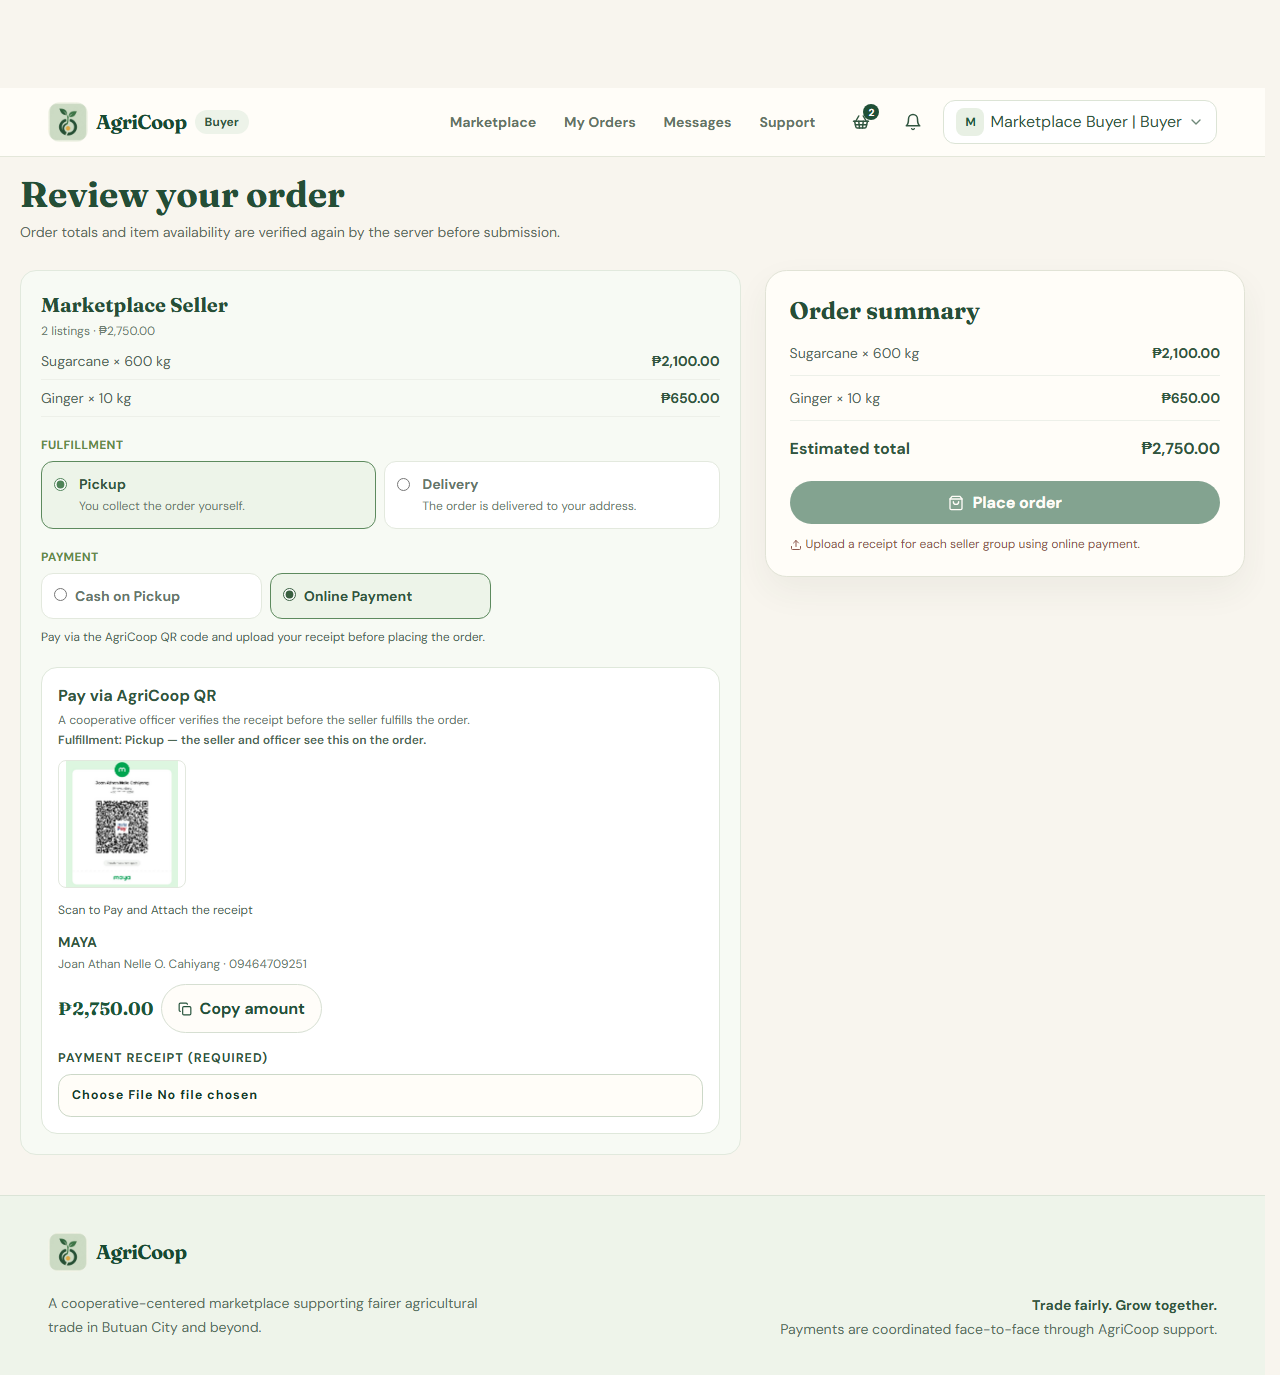 AgriCoop Buyer Marketplace My Orders Messages Support 2 M Marketplace Buyer | Buyer
Review your order
Order totals and item availability are verified again by the server before submission.
Marketplace Seller
2 listings · ₱2,750.00
Sugarcane × 600 kg ₱2,100.00
Ginger × 10 kg ₱650.00
FULFILLMENT
Pickup
You collect the order yourself.
Delivery
The order is delivered to your address.
PAYMENT
Cash on Pickup
Online Payment
Pay via the AgriCoop QR code and upload your receipt before placing the order.
Pay via AgriCoop QR
A cooperative officer verifies the receipt before the seller fulfills the order.
Fulfillment: Pickup — the seller and officer see this on the order.
maya
Scan to Pay and Attach the receipt
MAYA
Joan Athan Nelle O. Cahiyang · 09464709251
₱2,750.00 Copy amount
PAYMENT RECEIPT (REQUIRED)
Choose File No file chosen
Order summary
Sugarcane × 600 kg ₱2,100.00
Ginger × 10 kg ₱650.00
Estimated total ₱2,750.00
Place order
Upload a receipt for each seller group using online payment.
AgriCoop
A cooperative-centered marketplace supporting fairer agricultural
trade in Butuan City and beyond.
Trade fairly. Grow together.
Payments are coordinated face-to-face through AgriCoop support.